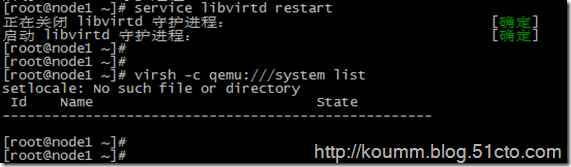 [root@node1 ~]# service libvirtd restart
正在关闭 libvirtd 守护进程： [确定]
启动 libvirtd 守护进程： [确定]
[root@node1 ~]#
[root@node1 ~]#
[root@node1 ~]# virsh -c qemu:///system list
setlocale: No such file or directory
 Id    Name                           State
----------------------------------------------------
[root@node1 ~]#
[root@node1 ~]#
http://koumm.blog.51cto.com